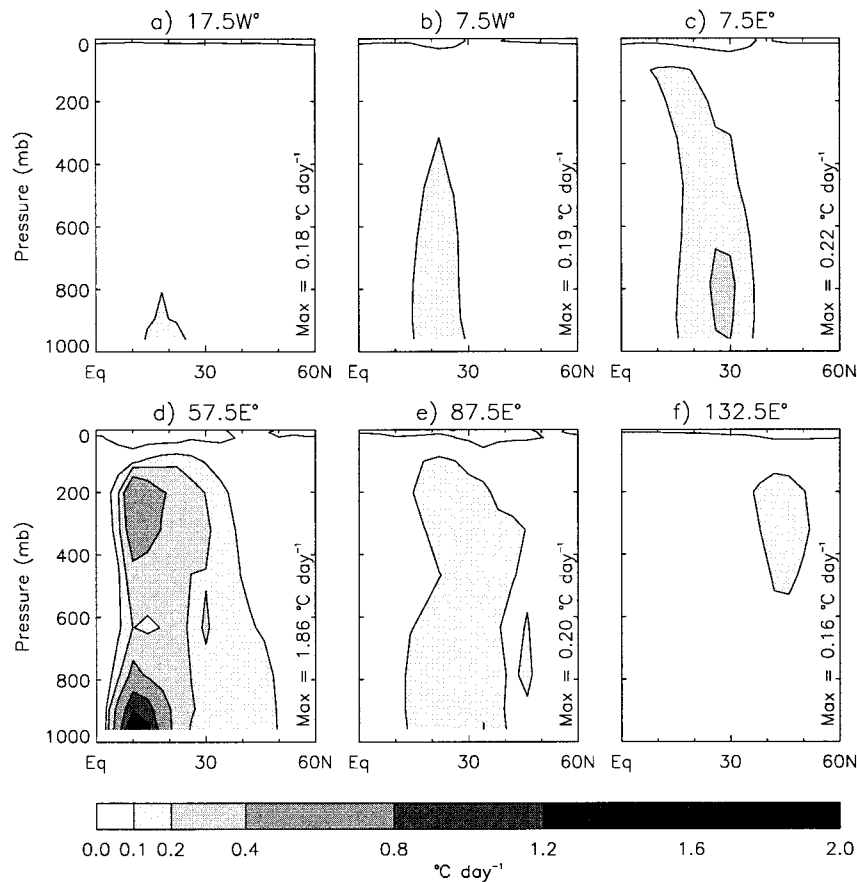 a) 17.5W°
b) 7.5W°
c) 7.5E°
Pressure (mb)
0
200
400
600
800
1000
Max = 0.18 °C day⁻¹
Max = 0.19 °C day⁻¹
Max = 0.22 °C day⁻¹
Eq 30 60N
Eq 30 60N
Eq 30 60N
d) 57.5E°
e) 87.5E°
f) 132.5E°
Pressure (mb)
0
200
400
600
800
1000
Max = 1.86 °C day⁻¹
Max = 0.20 °C day⁻¹
Max = 0.16 °C day⁻¹
Eq 30 60N
Eq 30 60N
Eq 30 60N
0.0 0.1 0.2 0.4 0.8 1.2 1.6 2.0
°C day⁻¹